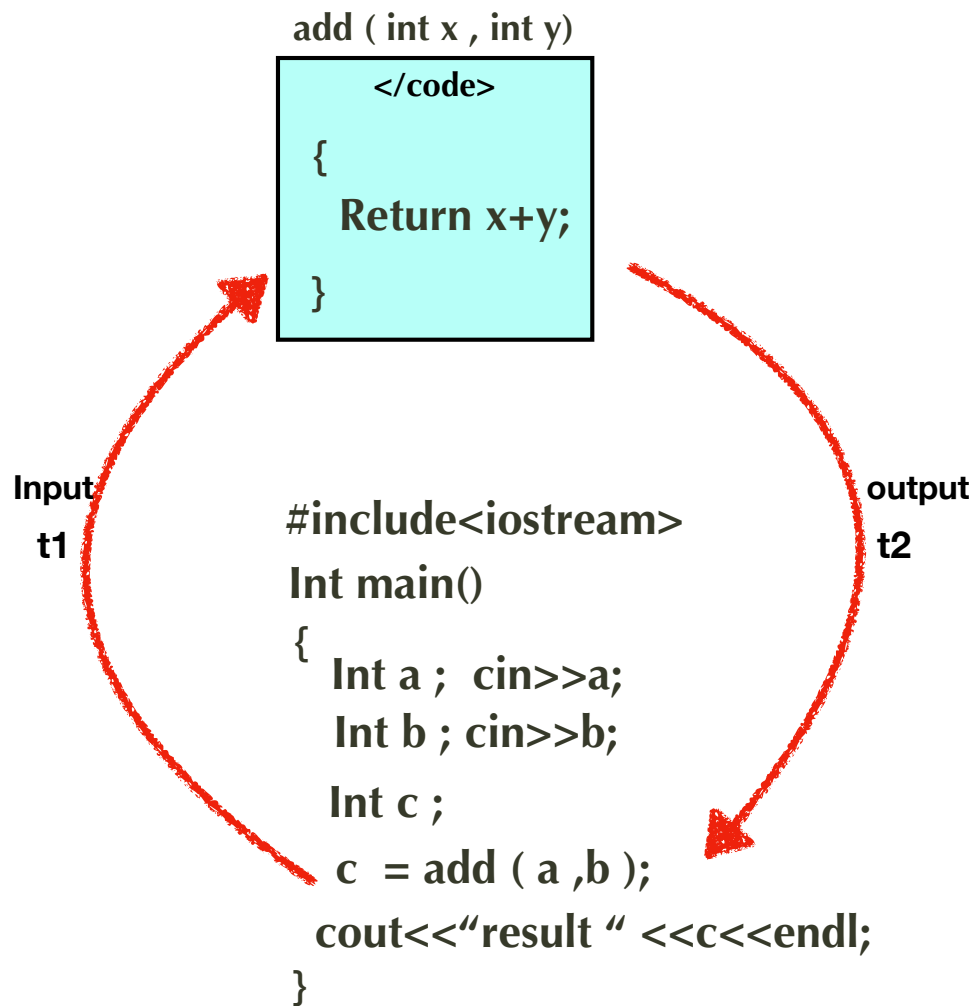 add ( int x , int y)
</code>
{
Return x+y;
}
Input
t1
output
t2
#include<iostream>
Int main()
{
Int a ;  cin>>a;
Int b ; cin>>b;
Int c ;
c  = add ( a ,b );
cout<<“result “ <<c<<endl;
}